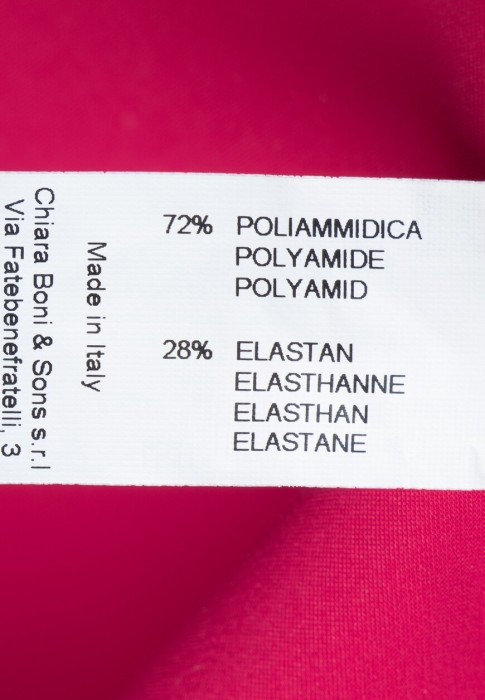 Chiara Boni & Sons s.r.l
Via Fatebenefratelli, 3
Made in Italy
72% POLIAMMIDICA
POLYAMIDE
POLYAMID
28% ELASTAN
ELASTHANNE
ELASTHAN
ELASTANE